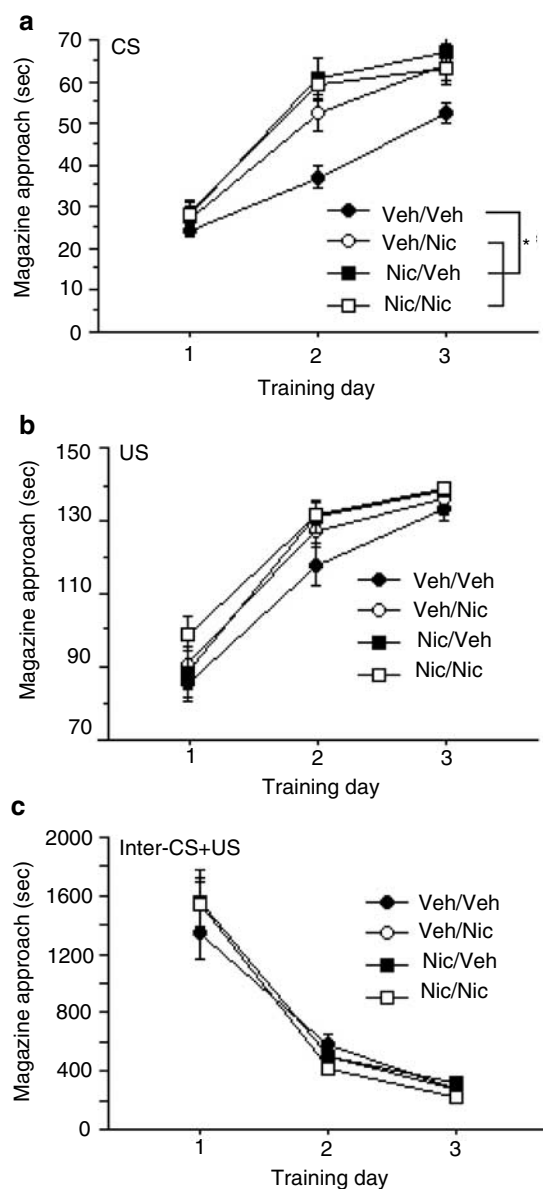 a
CS
Magazine approach (sec)
70
60
50
40
30
20
10
0
Veh/Veh
Veh/Nic
Nic/Veh
Nic/Nic
*
1 2 3
Training day
b
US
Magazine approach (sec)
150
130
110
90
70
Veh/Veh
Veh/Nic
Nic/Veh
Nic/Nic
1 2 3
Training day
c
Inter-CS+US
Magazine approach (sec)
2000
1600
1200
800
400
0
Veh/Veh
Veh/Nic
Nic/Veh
Nic/Nic
1 2 3
Training day